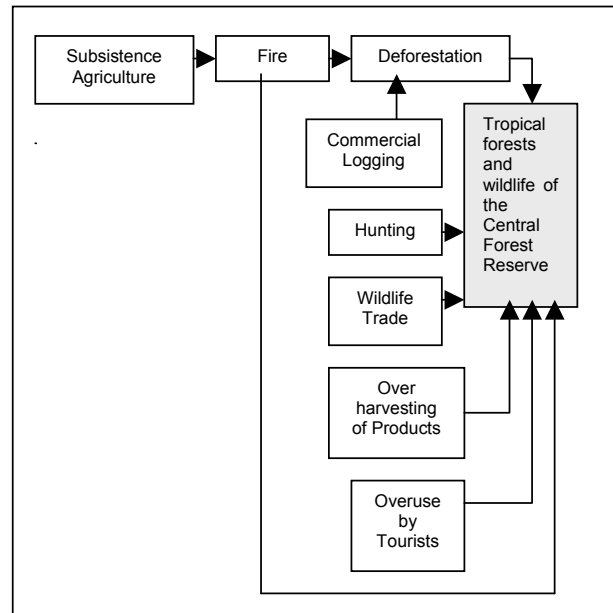 Subsistence
Agriculture
Fire
Deforestation
Commercial
Logging
Tropical
forests
and
wildlife of
the
Central
Forest
Reserve
Hunting
Wildlife
Trade
Over
harvesting
of Products
Overuse
by
Tourists
.